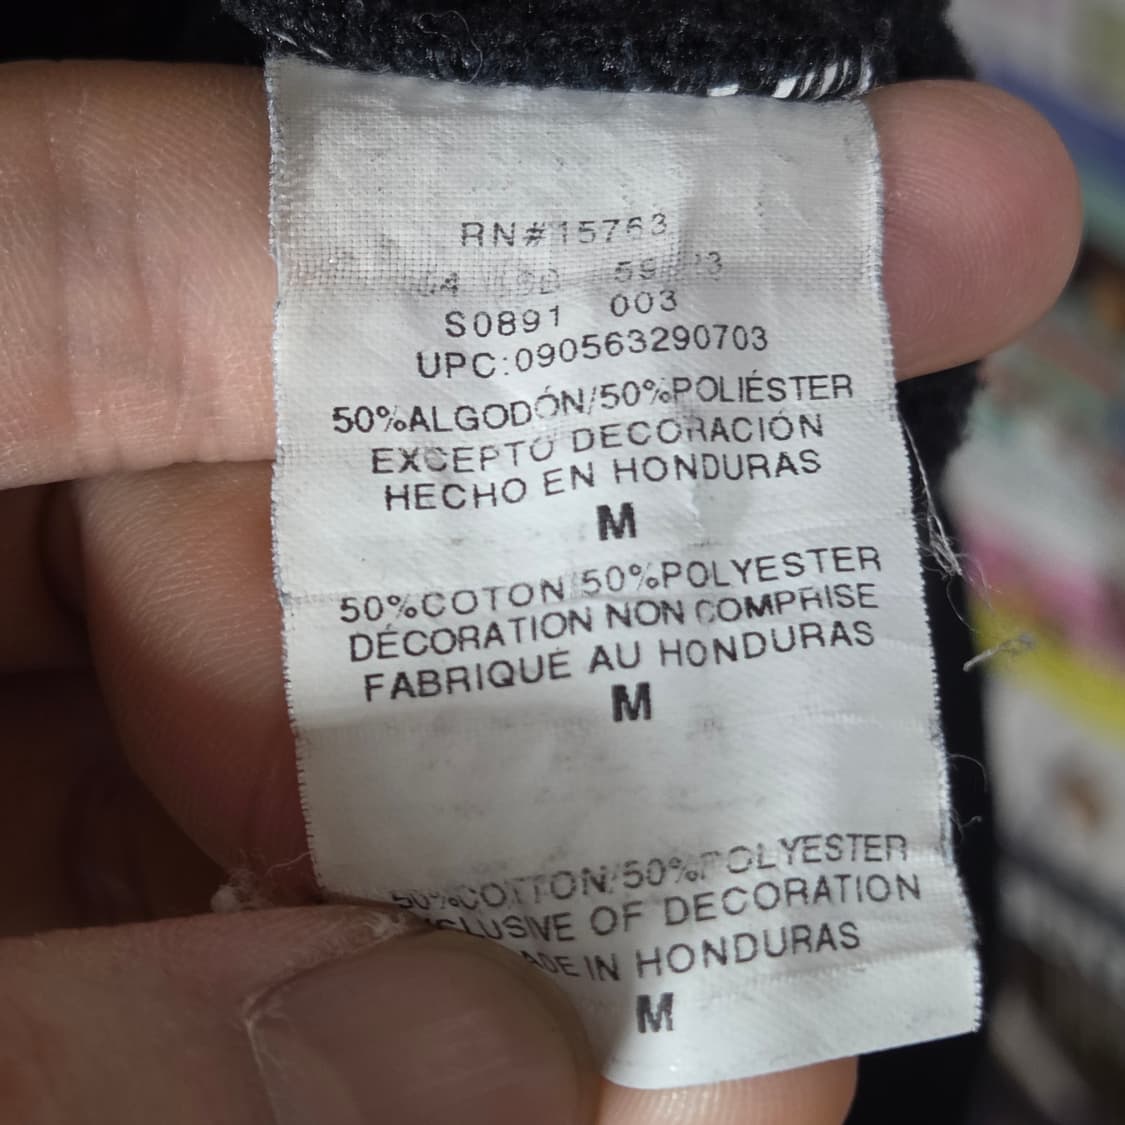 RN#15763
S0891 003
UPC:090563290703
50%ALGODÓN/50%POLIÉSTER
EXCEPTO DECORACIÓN
HECHO EN HONDURAS
M
50%COTON/50%POLYESTER
DÉCORATION NON COMPRISE
FABRIQUÉ AU HONDURAS
M
50%COTTON/50%POLYESTER
OF DECORATION
IN HONDURAS
M